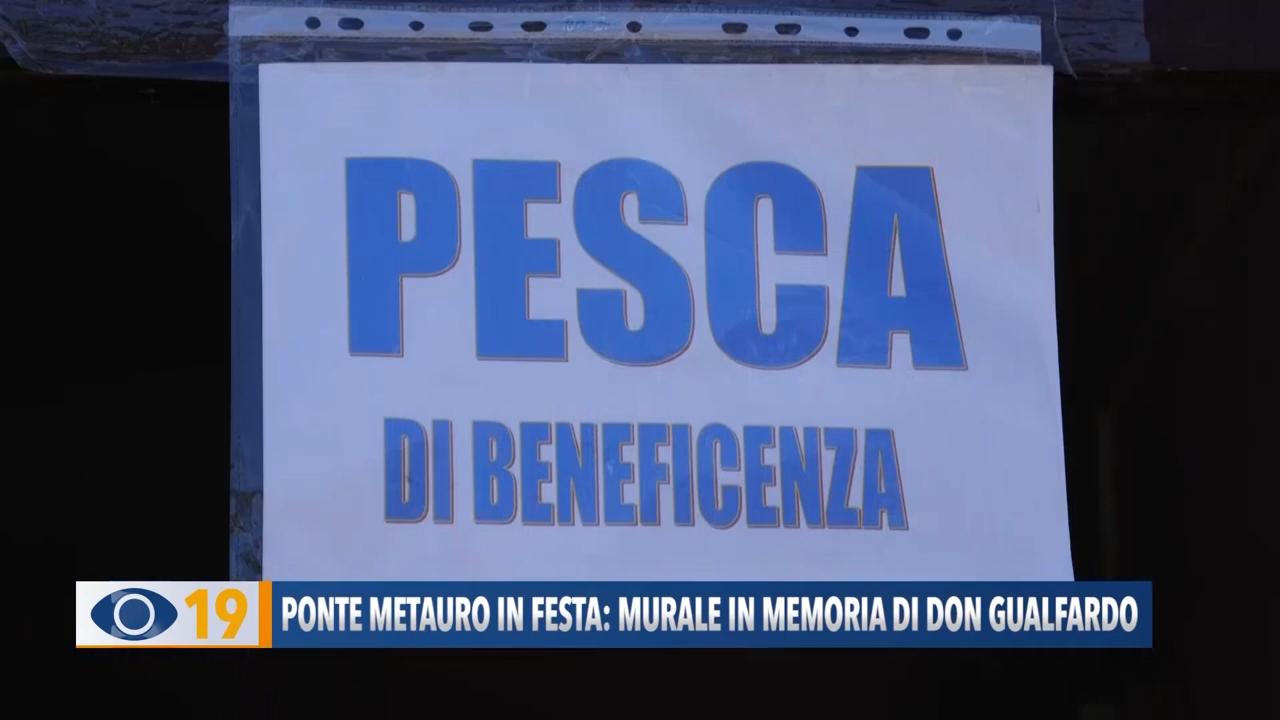 PESCA
DI BENEFICENZA
19 PONTE METAURO IN FESTA: MURALE IN MEMORIA DI DON GUALFARDO